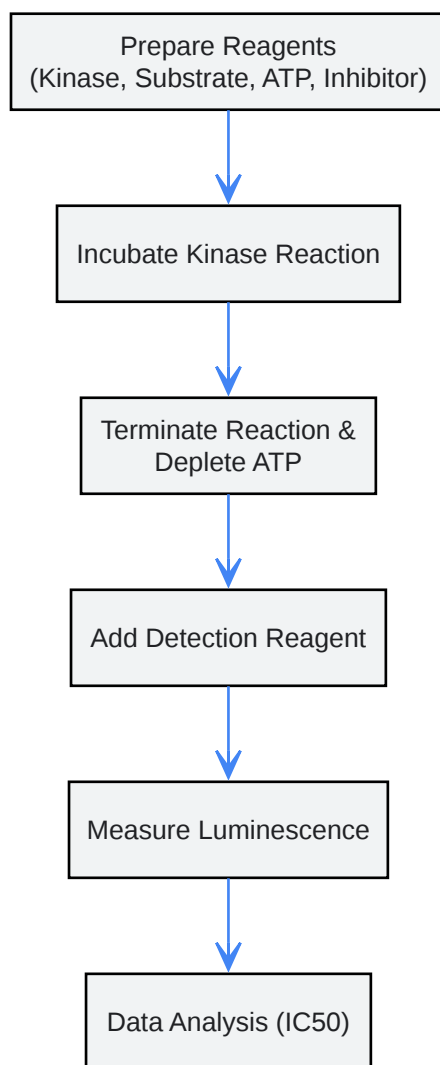 Prepare Reagents
(Kinase, Substrate, ATP, Inhibitor)
Incubate Kinase Reaction
Terminate Reaction &
Deplete ATP
Add Detection Reagent
Measure Luminescence
Data Analysis (IC50)